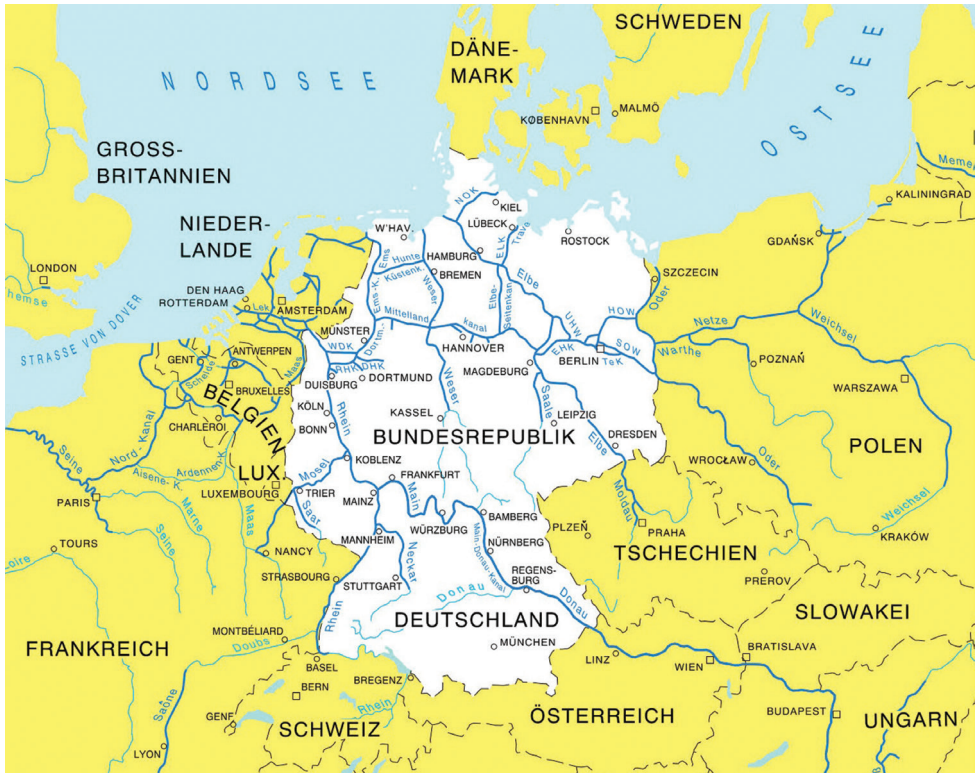 SCHWEDEN
DÄNE-
MARK
NORDSEE
OSTSEE
KØBENHAVN
MALMÖ
GROSS-
BRITANNIEN
Meme
KALININGRAD
NOK
KIEL
NIEDER-
LANDE
W'HAV.
LÜBECK
Trave
ROSTOCK
GDAŃSK
Ems
Hunte
HAMBURG
ELK
LONDON
hemse
Küstenk.
BREMEN
Elbe
SZCZECIN
DEN HAAG
ROTTERDAM
Lek
AMSTERDAM
Ems-K.
Weser
Elbe-
Seitenkan.
HOW
Oder
STRASSE VON DOVER
MÜNSTER
Mittelland
kanal
UHW
Netze
Weichsel
WDK
Dortm.-
HANNOVER
EHK
BERLIN
SOW
TeK
Warthe
GENT
Schelde
ANTWERPEN
Maas
RHK
DHK
MAGDEBURG
POZNAŃ
BRUXELLES
DUISBURG
DORTMUND
Weser
Saale
WARSZAWA
BELGIEN
KÖLN
Rhein
KASSEL
LEIPZIG
CHARLEROI
BONN
BUNDESREPUBLIK
Elbe
DRESDEN
POLEN
Nord-Kanal
Seine
Ardennen-K.
Aisene-K.
LUX.
KOBLENZ
WROCŁAW
Oder
Mosel
FRANKFURT
LUXEMBOURG
TRIER
MAINZ
Main
Moldau
Weichsel
PARIS
Marne
Maas
Saar
WÜRZBURG
BAMBERG
PLZEŇ
PRAHA
KRAKÓW
Seine
MANNHEIM
NÜRNBERG
TSCHECHIEN
TOURS
Loire
NANCY
Neckar
Main-Donau-Kanal
REGENS-
BURG
PREROV
STRASBOURG
STUTTGART
Donau
Donau
SLOWAKEI
Rhein
DEUTSCHLAND
MONTBÉLIARD
Doubs
FRANKREICH
MÜNCHEN
LINZ
WIEN
BRATISLAVA
BASEL
BREGENZ
BERN
Rhein
Saône
GENF
SCHWEIZ
ÖSTERREICH
BUDAPEST
UNGARN
LYON